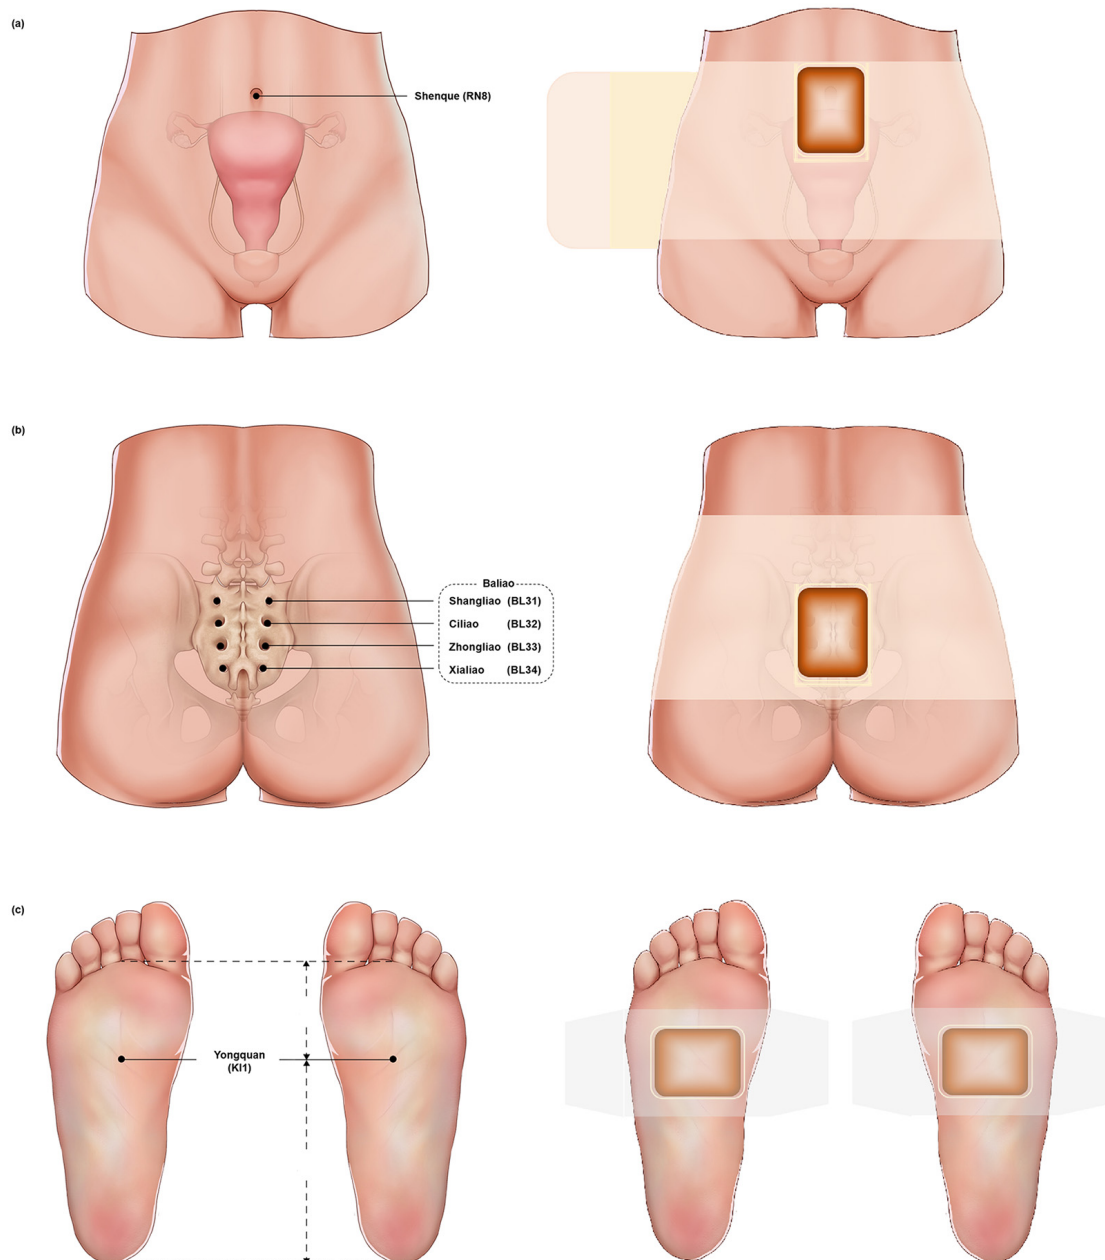 (a)
Shenque (RN8)
(b)
Baliao
Shangliao (BL31)
Ciliao (BL32)
Zhongliao (BL33)
Xialiao (BL34)
(c)
Yongquan
(KI1)